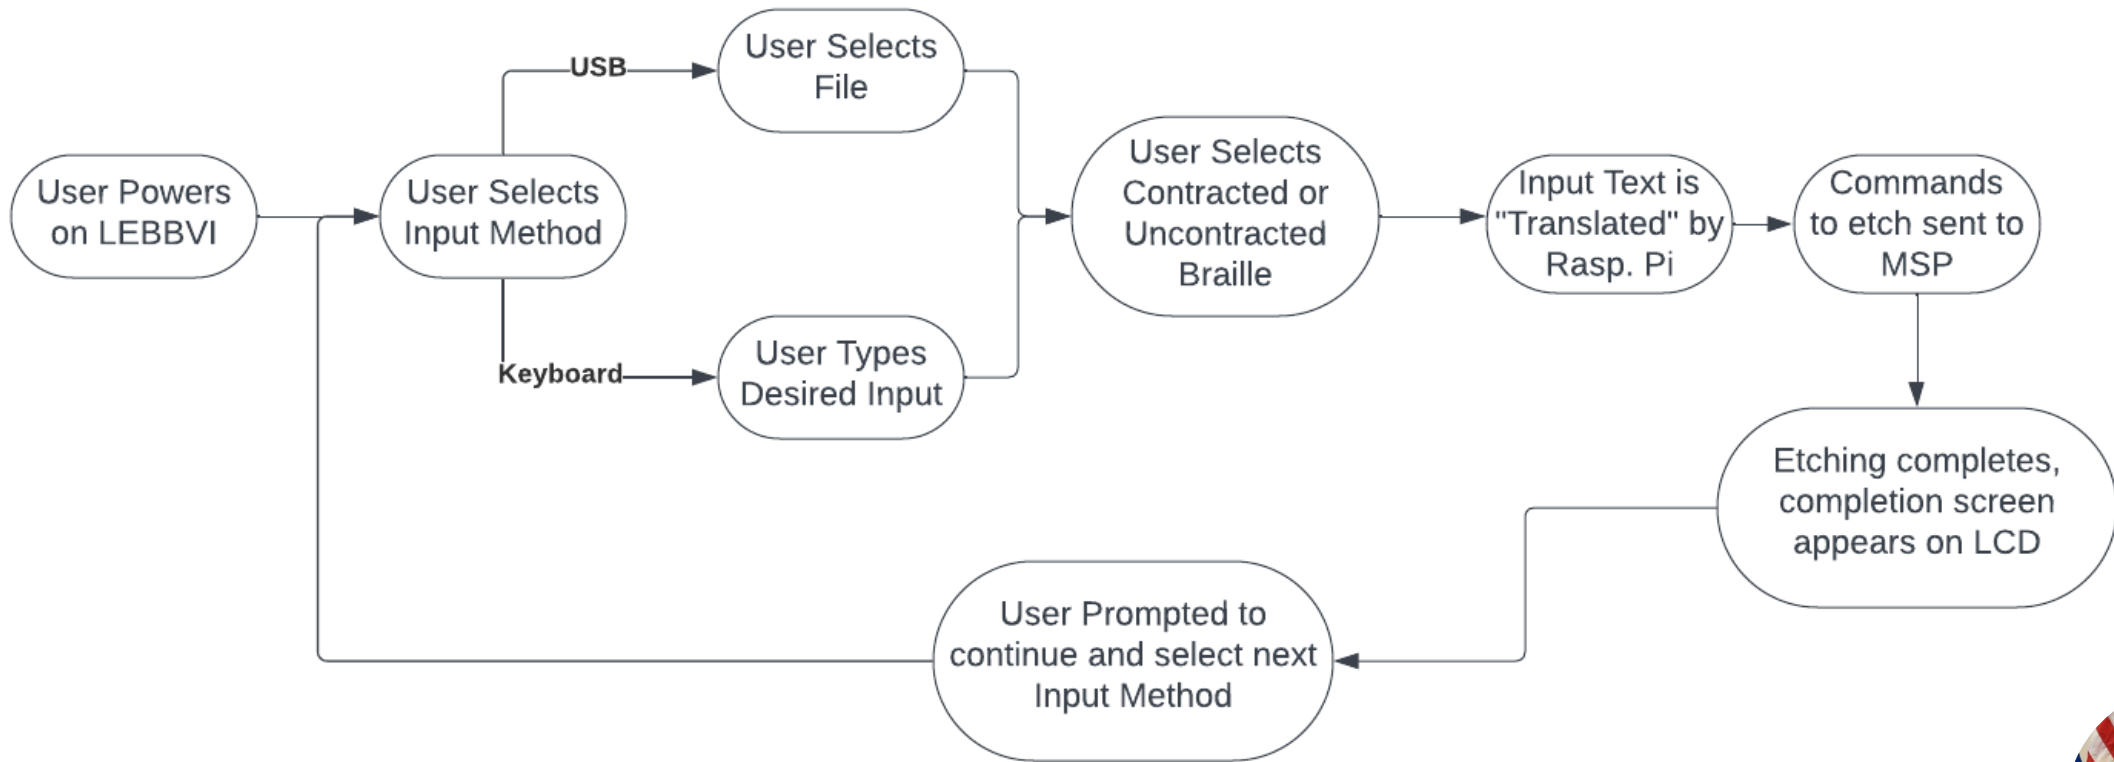 User Powers
on LEBBVI
User Selects
Input Method
USB
User Selects
File
Keyboard
User Types
Desired Input
User Selects
Contracted or
Uncontracted
Braille
Input Text is
"Translated" by
Rasp. Pi
Commands
to etch sent to
MSP
Etching completes,
completion screen
appears on LCD
User Prompted to
continue and select next
Input Method